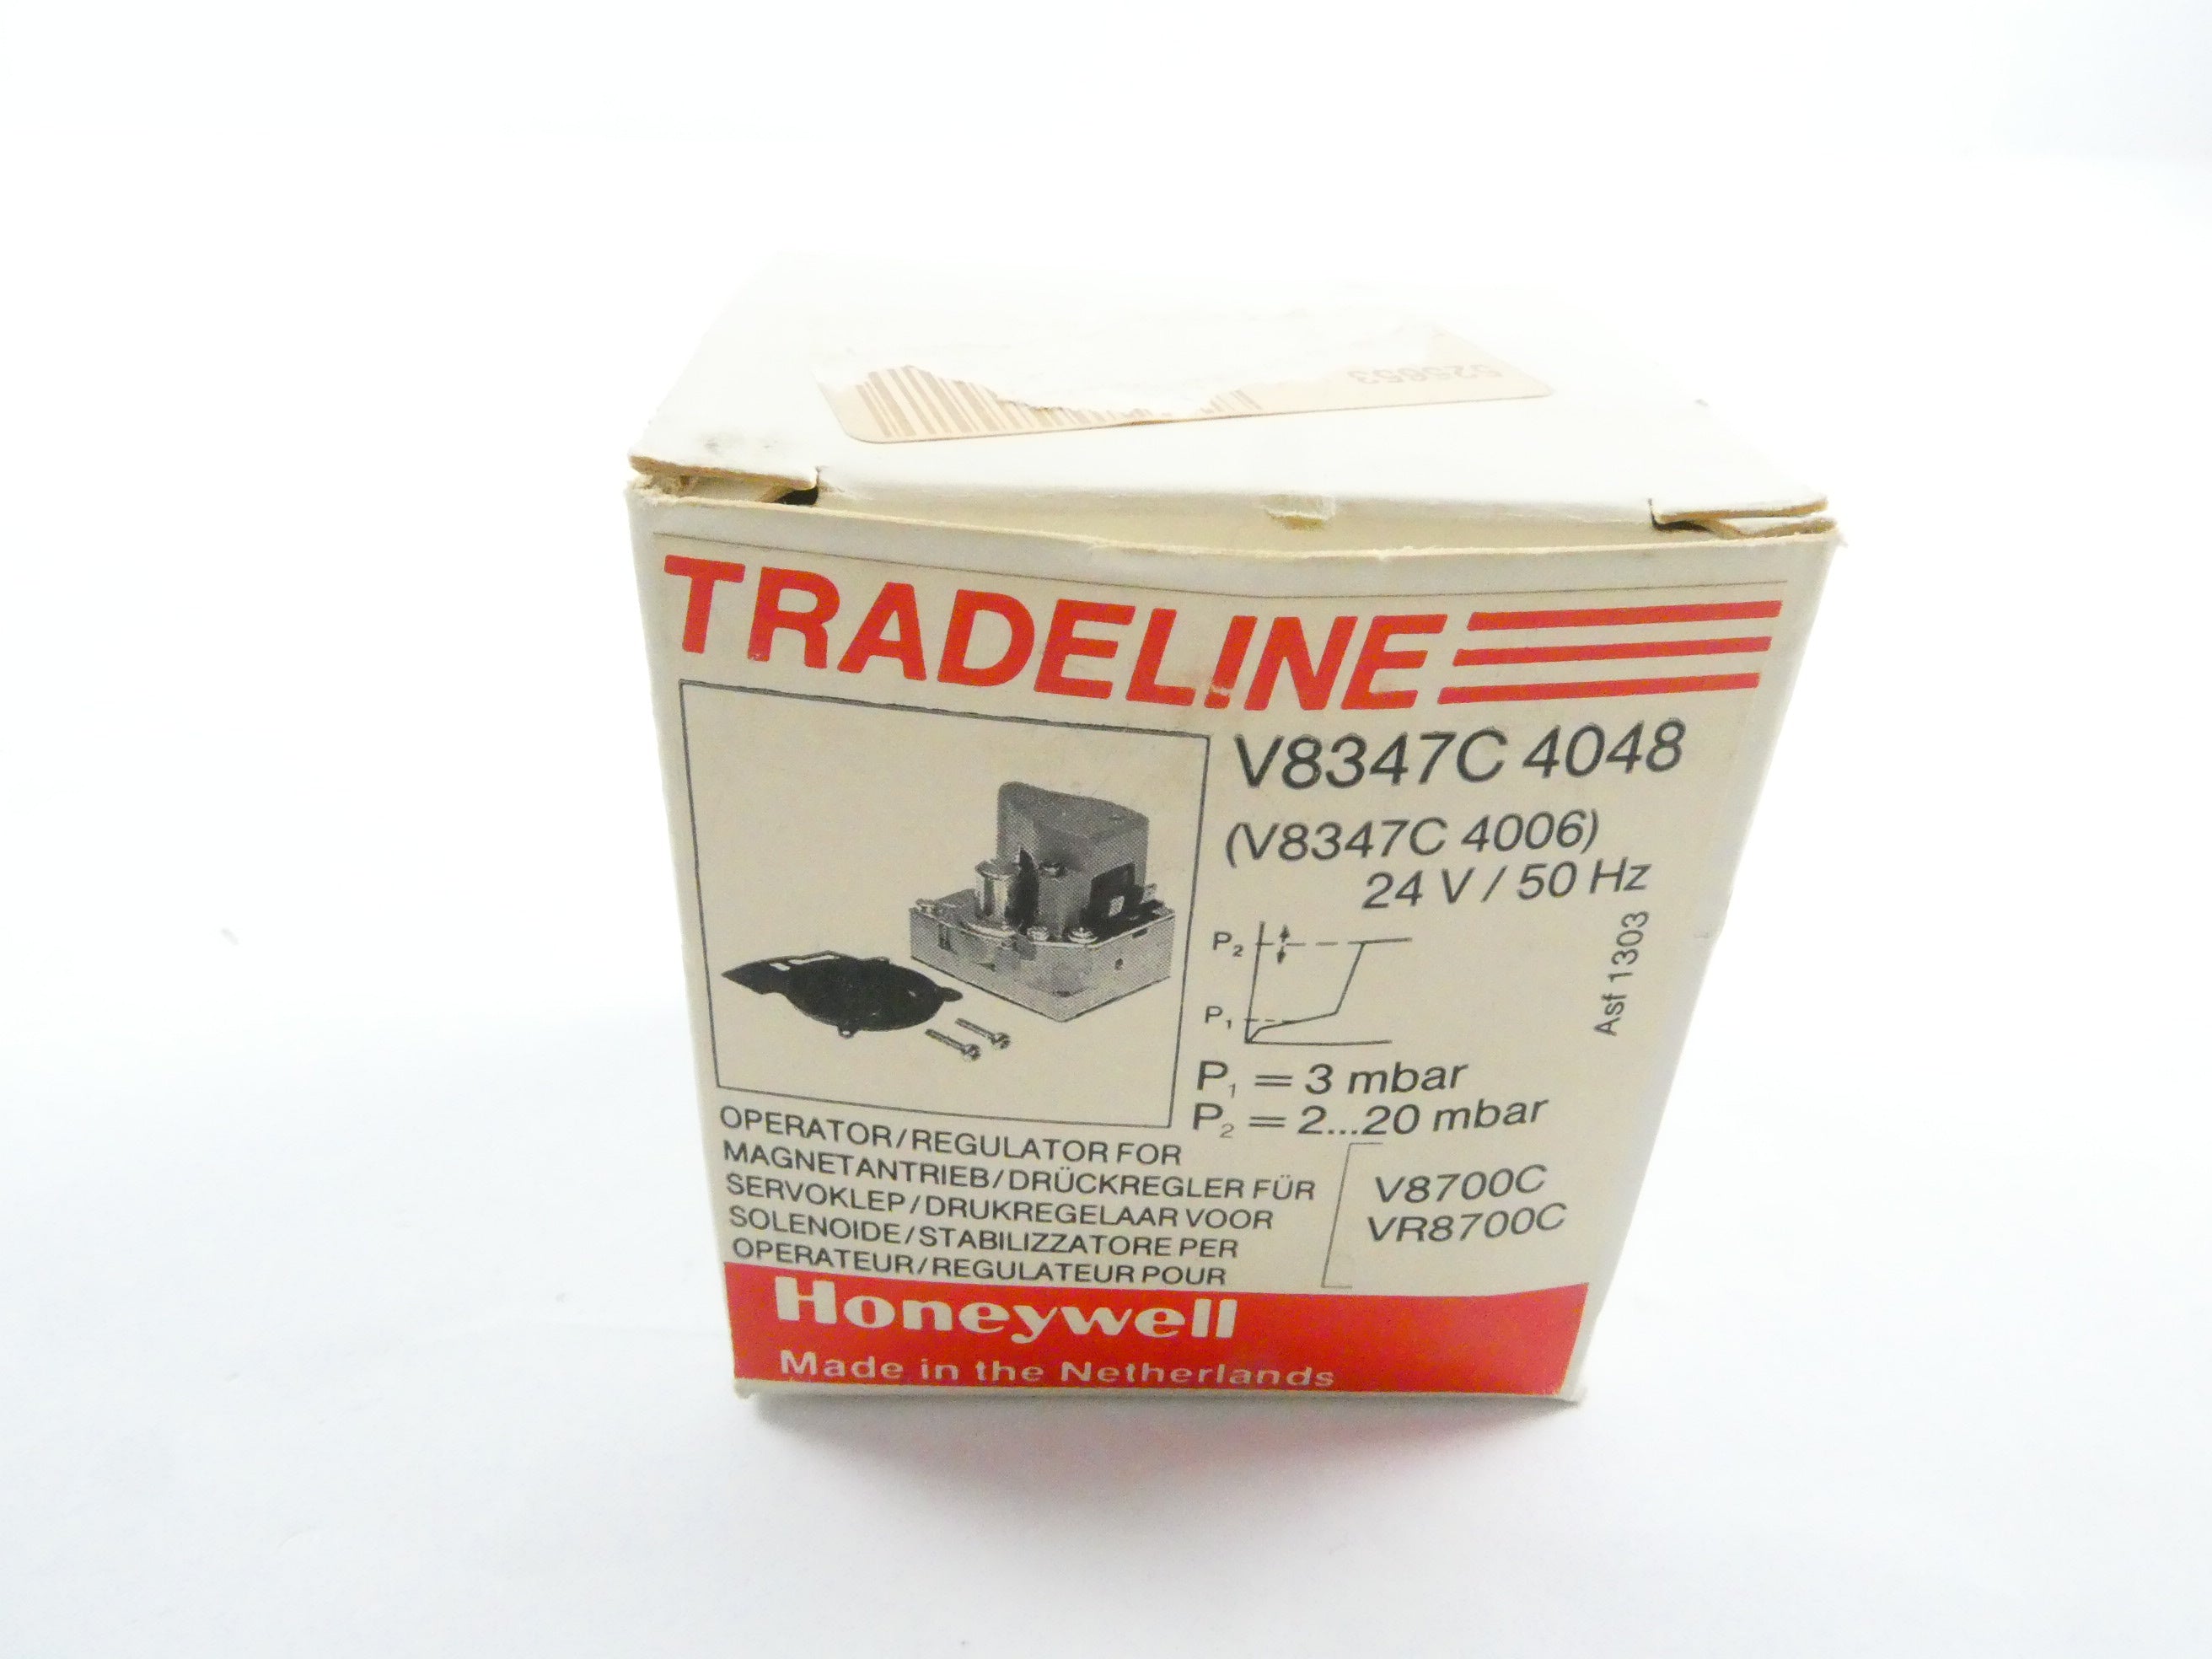 525653
TRADELINE
V8347C 4048
(V8347C 4006)
24 V / 50 Hz
Asf 1303
P2
P1
P1 = 3 mbar
P2 = 2...20 mbar
OPERATOR/REGULATOR FOR
MAGNETANTRIEB/DRÜCKREGLER FÜR
SERVOKLEP/DRUKREGELAAR VOOR
SOLENOIDE/STABILIZZATORE PER
OPERATEUR/REGULATEUR POUR
V8700C
VR8700C
Honeywell
Made in the Netherlands